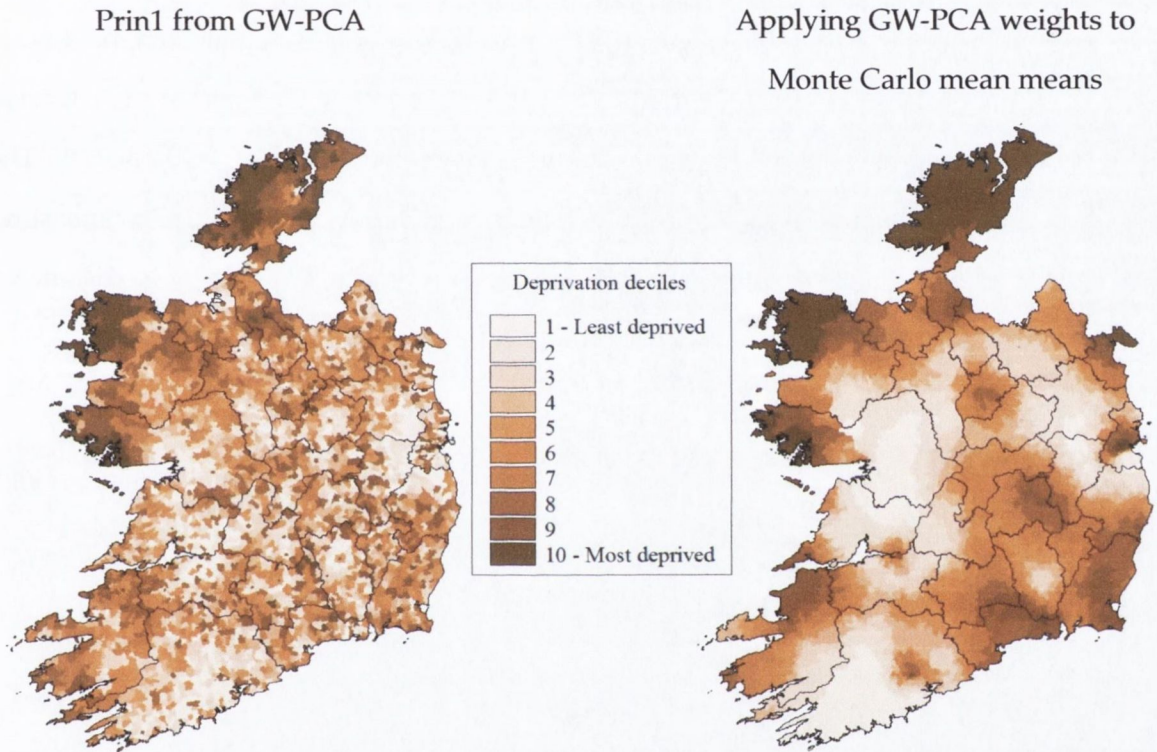 Prin1 from GW-PCA
Applying GW-PCA weights to
Monte Carlo mean means
Deprivation deciles
1 - Least deprived
2
3
4
5
6
7
8
9
10 - Most deprived